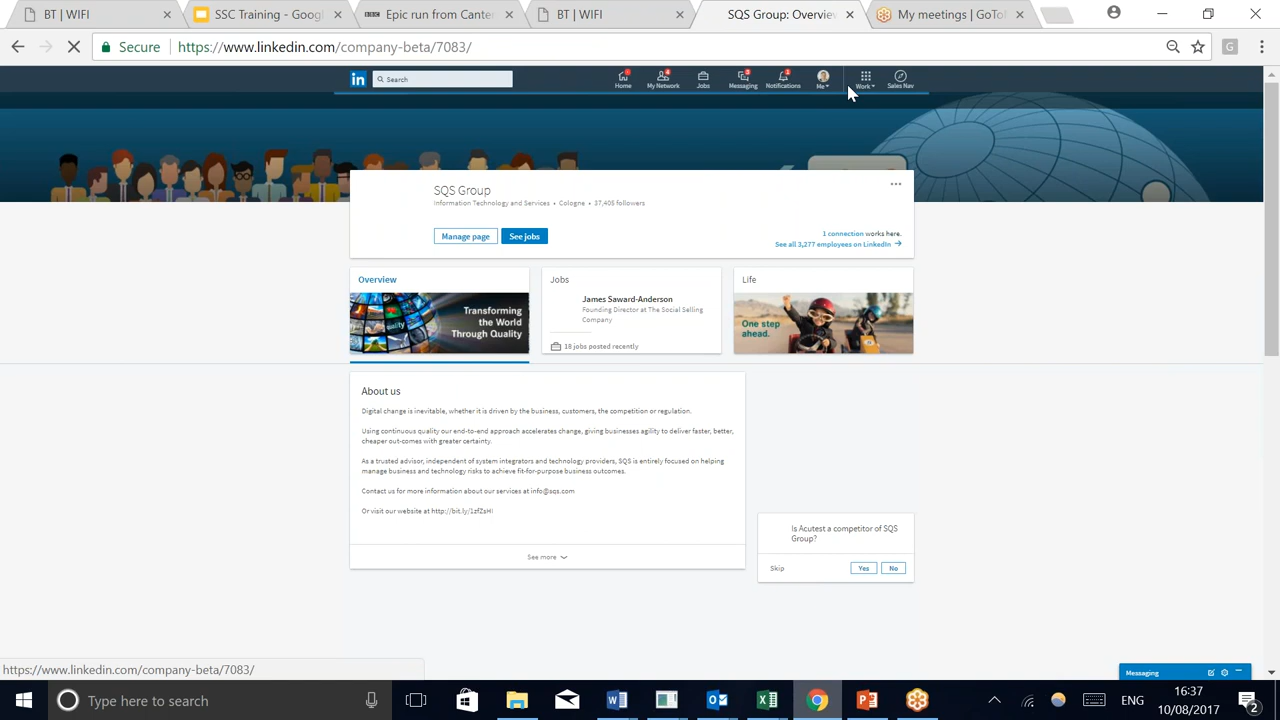 BT | WIFI
SSC Training - Googl
Epic run from Canter
BT | WIFI
SQS Group: Overview
My meetings | GoToM
Secure
https://www.linkedin.com/company-beta/7083/
G
in
Search
Home
My Network
Jobs
Messaging
Notifications
Me
Work
Sales Nav
SQS Group
Information Technology and Services • Cologne • 37,405 followers
Manage page
See jobs
1 connection works here.
See all 3,277 employees on LinkedIn
Overview
Jobs
Life
Transforming
the World
Through Quality
James Saward-Anderson
Founding Director at The Social Selling
Company
18 jobs posted recently
One step
ahead.
About us
Digital change is inevitable, whether it is driven by the business, customers, the competition or regulation.
Using continuous quality our end-to-end approach accelerates change, giving businesses agility to deliver faster, better,
cheaper out-comes with greater certainty.
As a trusted advisor, independent of system integrators and technology providers, SQS is entirely focused on helping
manage business and technology risks to achieve fit-for-purpose business outcomes.
Contact us for more information about our services at info@sqs.com
Or visit our website at http://bit.ly/1zfZsHi
See more
Is Acutest a competitor of SQS
Group?
Skip
Yes
No
https://www.linkedin.com/company-beta/7083/
Messaging
Type here to search
ENG
16:37
10/08/2017
2